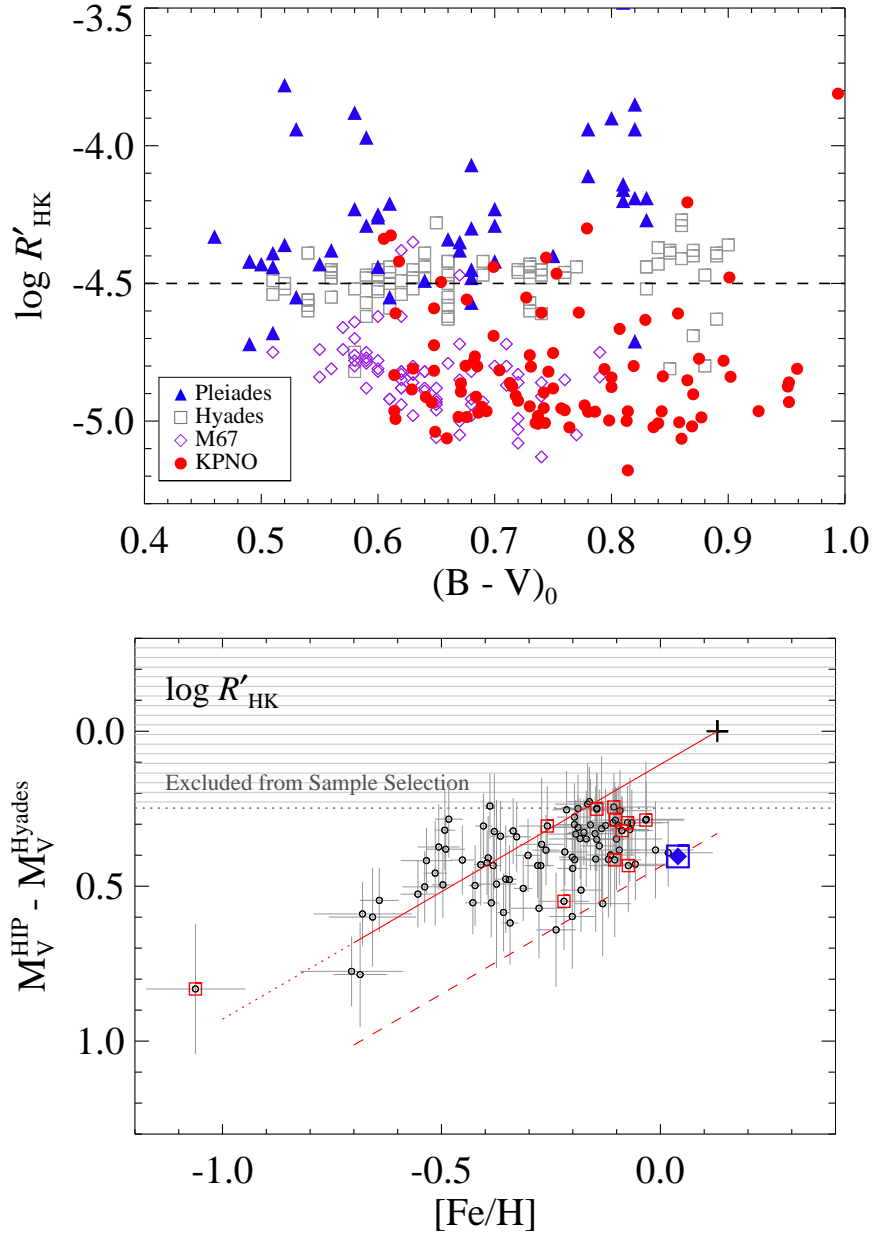 -3.5
-4.0
-4.5
-5.0
log R′HK
Pleiades
Hyades
M67
KPNO
0.4 0.5 0.6 0.7 0.8 0.9 1.0
(B - V)0
log R′HK
Excluded from Sample Selection
0.0
0.5
1.0
MVHIP - MVHyades
-1.0 -0.5 0.0
[Fe/H]